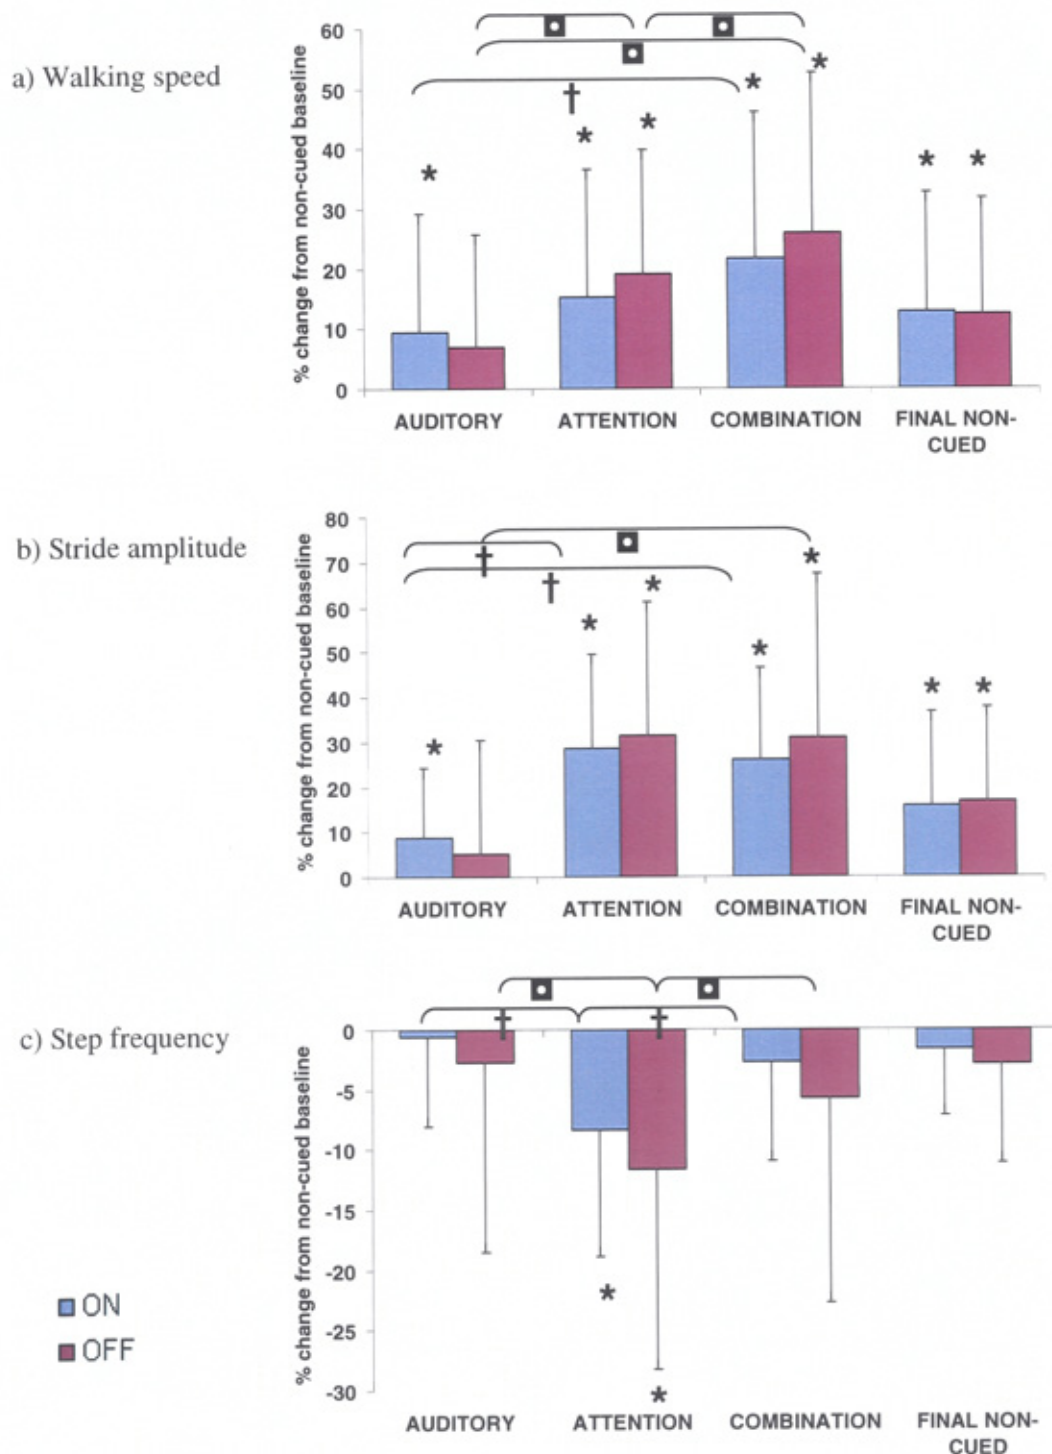 a) Walking speed
% change from non-cued baseline
60
50
40
30
20
10
0
†
*
*
*
*
*
*
*
AUDITORY
ATTENTION
COMBINATION
FINAL NON-
CUED
b) Stride amplitude
% change from non-cued baseline
80
70
60
50
40
30
20
10
0
†
†
*
*
*
*
*
*
*
AUDITORY
ATTENTION
COMBINATION
FINAL NON-
CUED
c) Step frequency
% change from non-cued baseline
0
-5
-10
-15
-20
-25
-30
†
†
*
*
ON
OFF
AUDITORY
ATTENTION
COMBINATION
FINAL NON-
CUED